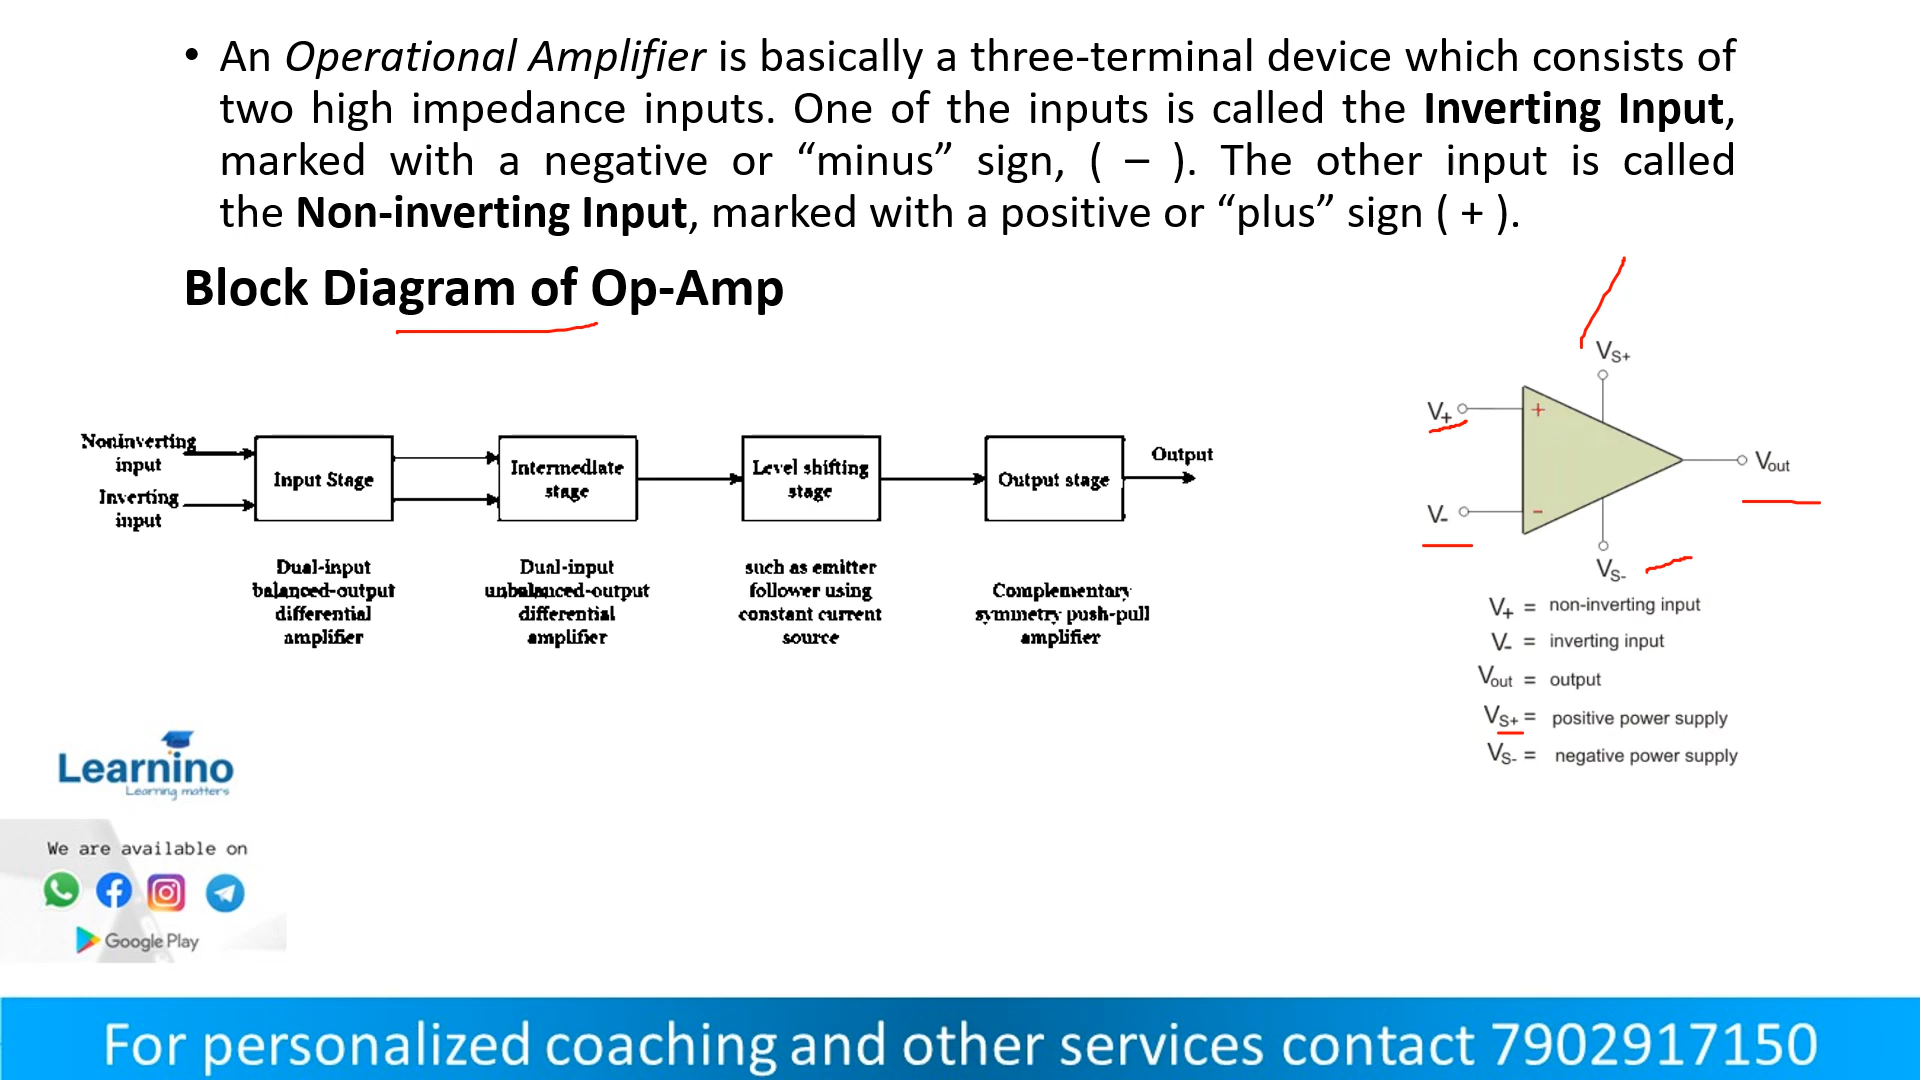 • An Operational Amplifier is basically a three-terminal device which consists of
two high impedance inputs. One of the inputs is called the Inverting Input,
marked with a negative or “minus” sign, ( – ). The other input is called
the Non-inverting Input, marked with a positive or “plus” sign ( + ).
Block Diagram of Op-Amp
Noninverting
input
Inverting
input
Input Stage
Intermediate
stage
Level shifting
stage
Output stage
Output
Dual-input
balanced-output
differential
amplifier
Dual-input
unbalanced-output
differential
amplifier
such as emitter
follower using
constant current
source
Complementary
symmetry push-pull
amplifier
VS+
V+
+
Vout
V-
-
VS-
V+ = non-inverting input
V- = inverting input
Vout = output
VS+ = positive power supply
VS- = negative power supply
Learnino
Learning matters
We are available on
Google Play
For personalized coaching and other services contact 7902917150